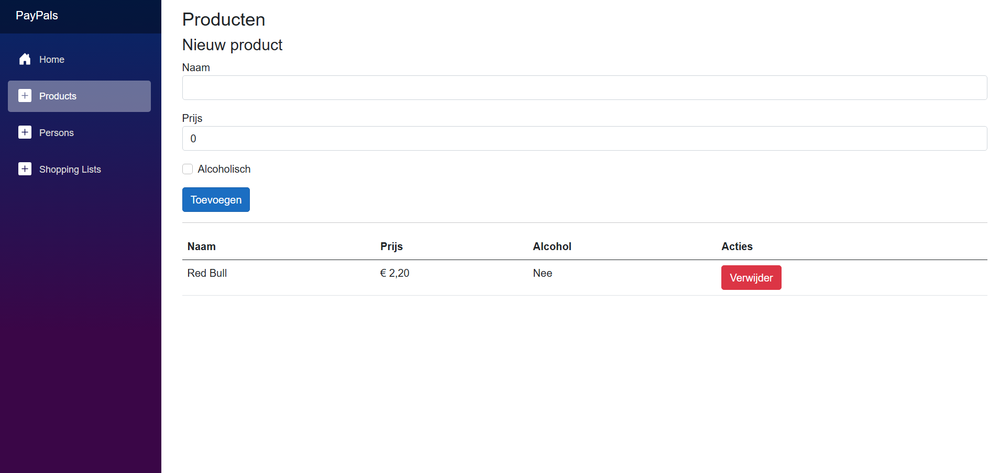 PayPals
Home
Products
Persons
Shopping Lists
Producten
Nieuw product
Naam
Prijs
0
Alcoholisch
Toevoegen
Naam Prijs Alcohol Acties
Red Bull € 2,20 Nee Verwijder